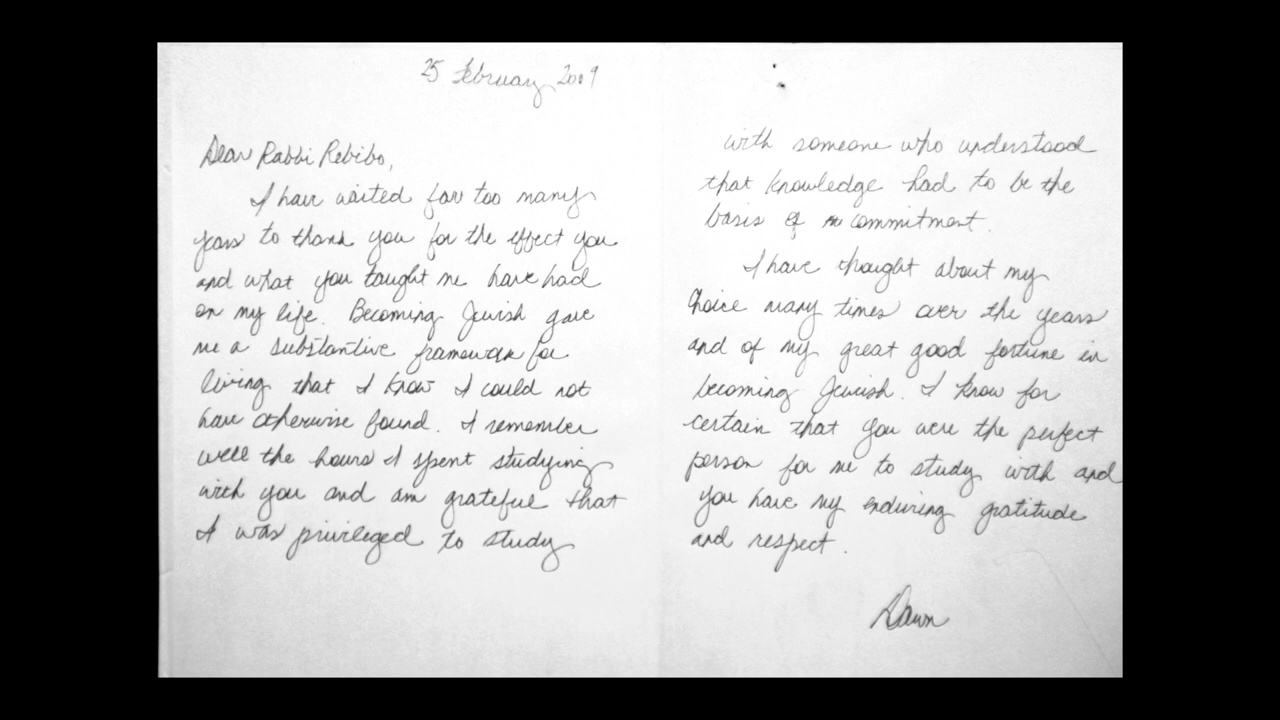 25 February 2009
Dear Rabbi Rebibo,
I have waited far too many
years to thank you for the effect you
and what you taught me have had
on my life. Becoming Jewish gave
me a substantive framework for
living that I know I could not
have otherwise found. I remember
well the hours I spent studying
with you and am grateful that
I was privileged to study
with someone who understood
that knowledge had to be the
basis of commitment.
I have thought about my
choice many times over the years
and of my great good fortune in
becoming Jewish. I know for
certain that you were the perfect
person for me to study with and
you have my enduring gratitude
and respect.
Dawn